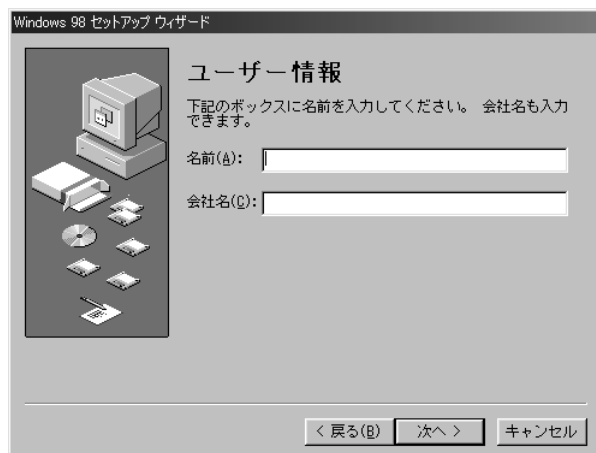 Windows 98 セットアップ ウィザード
ユーザー情報
下記のボックスに名前を入力してください。 会社名も入力
できます。
名前(A):
会社名(C):
< 戻る(B)
次へ >
キャンセル